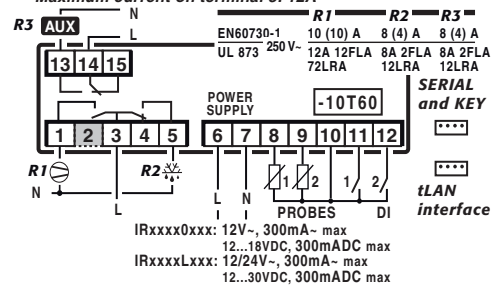 Maximum current on terminal 3: 12A
R3 AUX
N
L
13 14 15
R1 R2 R3
EN60730-1 10 (10) A 8 (4) A 8 (4) A
UL 873 250 V~ 12A 12FLA 8A 2FLA 8A 2FLA
72LRA 12LRA 12LRA
SERIAL
and KEY
POWER
SUPPLY
-10T60
1 2 3 4 5 6 7 8 9 10 11 12
R1 R2
N
L
1 2 1 2
L N PROBES DI
tLAN
interface
IRxxxx0xxx: 12V~, 300mA~ max
12...18VDC, 300mADC max
IRxxxxLxxx: 12/24V~, 300mA~ max
12...30VDC, 300mADC max